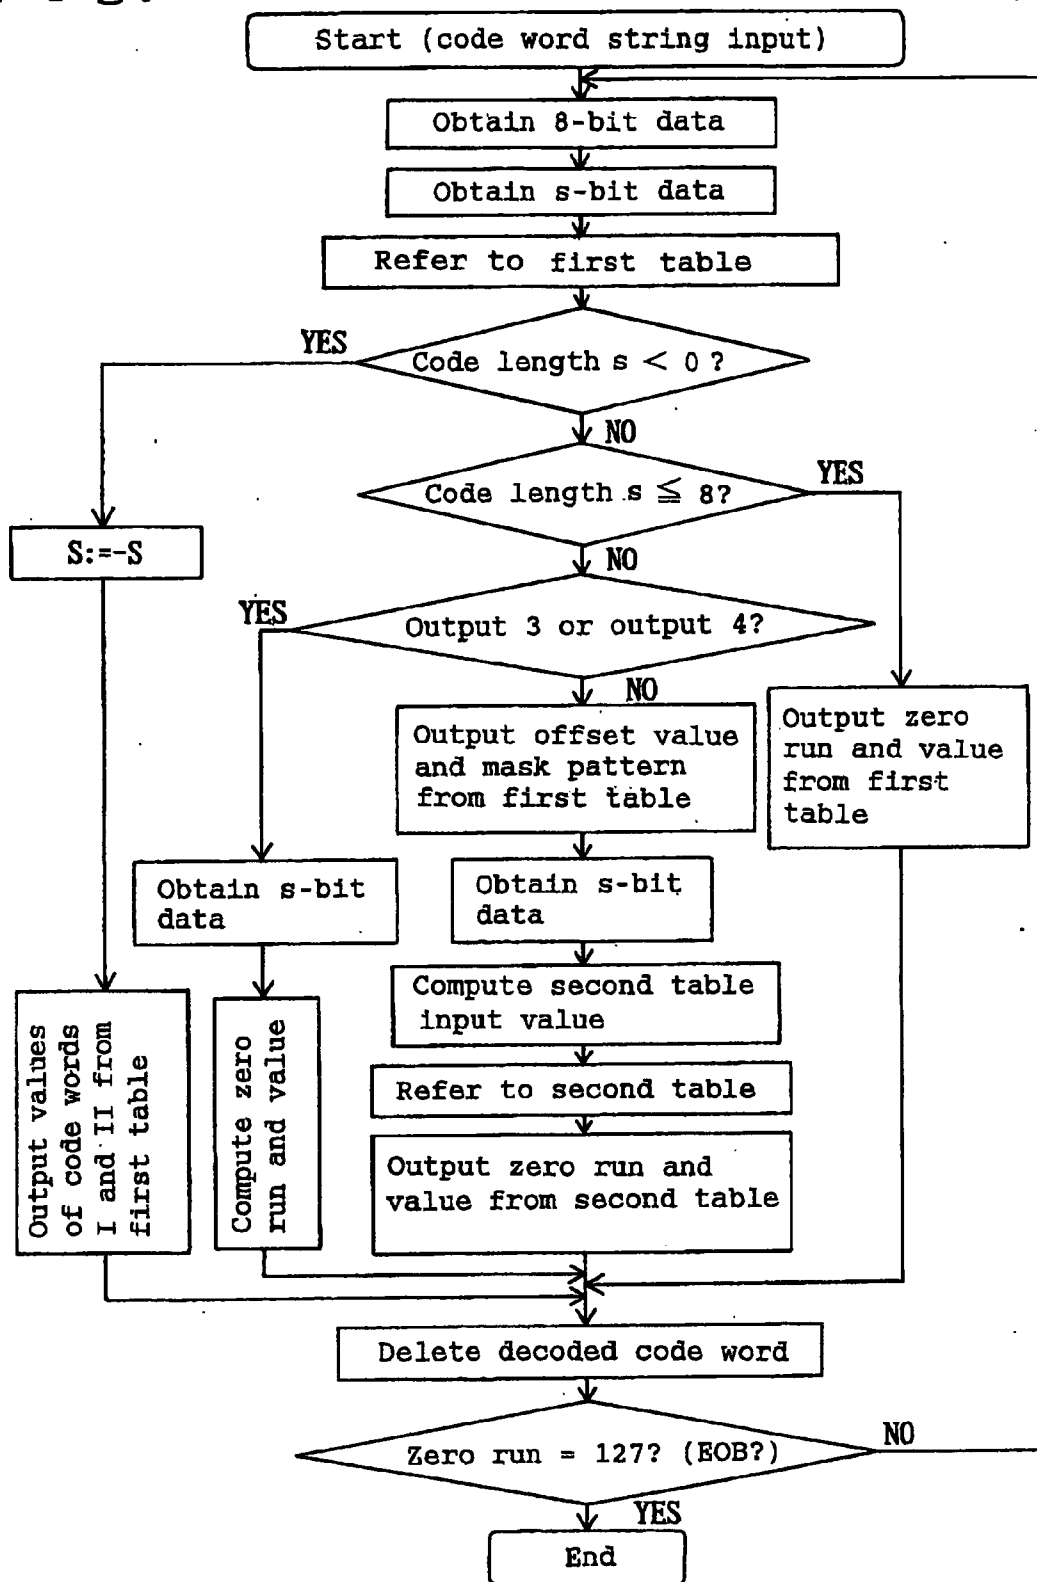 Start (code word string input)
Obtain 8-bit data
Obtain s-bit data
Refer to first table
YES
Code length s < 0 ?
NO
YES
Code length s ≦ 8?
S:=-S
NO
YES
Output 3 or output 4?
NO
Output offset value
and mask pattern
from first table
Output zero
run and value
from first
table
Obtain s-bit
data
Obtain s-bit
data
Compute second table
input value
Output values
of code words
I and II from
first table
Compute zero
run and value
Refer to second table
Output zero run and
value from second table
Delete decoded code word
Zero run = 127? (EOB?)
NO
YES
End